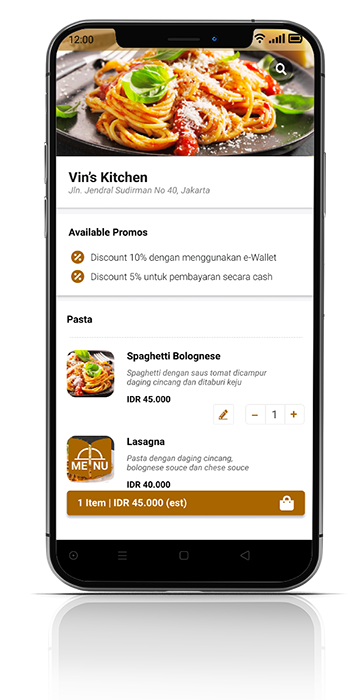 12:00
Vin's Kitchen
Jln. Jendral Sudirman No 40, Jakarta
Available Promos
Discount 10% dengan menggunakan e-Wallet
Discount 5% untuk pembayaran secara cash
Pasta
Spaghetti Bolognese
Spaghetti dengan saus tomat dicampur
daging cincang dan ditaburi keju
IDR 45.000
- 1 +
Lasagna
MENU
Pasta dengan daging cincang,
bolognese souce dan chese souce
IDR 40.000
1 Item | IDR 45.000 (est)